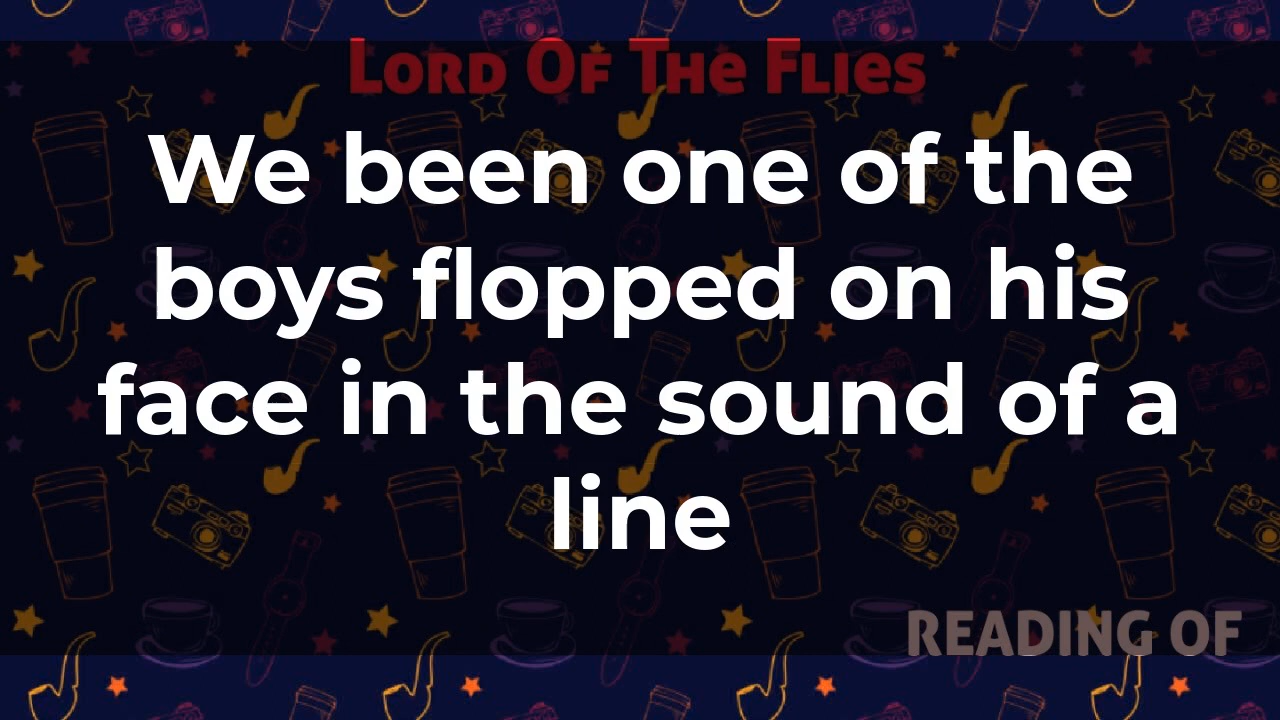 Lord Of The Flies
We been one of the
boys flopped on his
face in the sound of a
line
READING OF